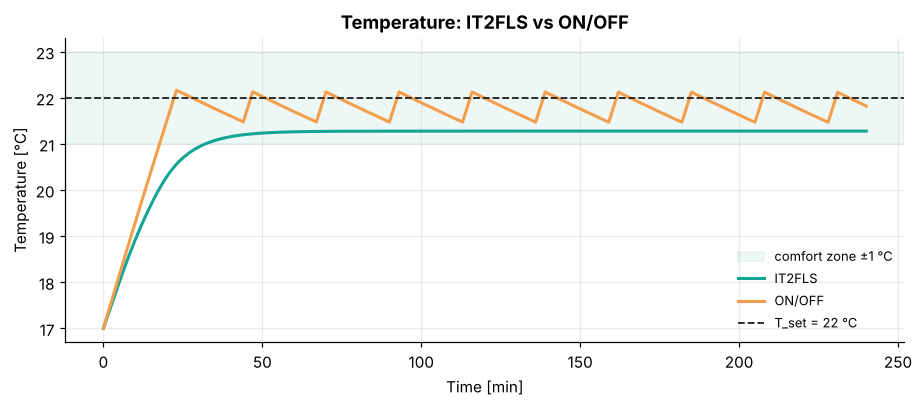 Temperature: IT2FLS vs ON/OFF
Temperature [°C]
23
22
21
20
19
18
17
comfort zone ±1 °C
IT2FLS
ON/OFF
T_set = 22 °C
0 50 100 150 200 250
Time [min]